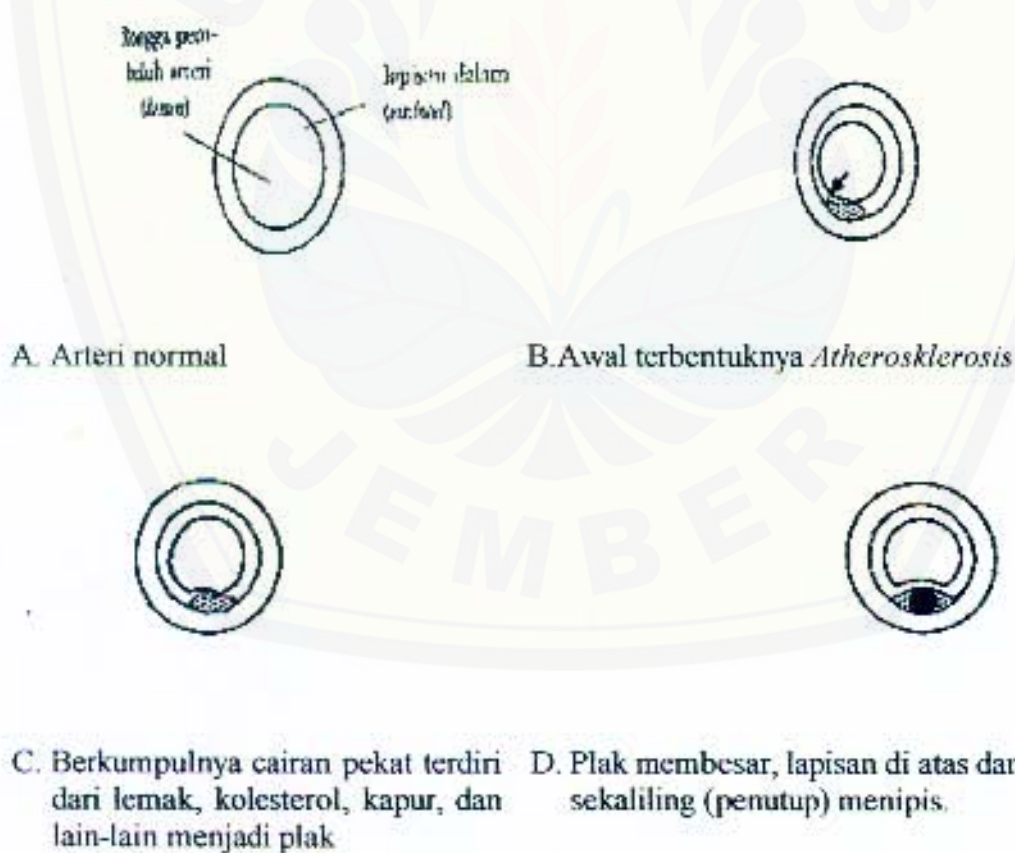 Rongga pem-
buluh arteri
lapisan dalam
A. Arteri normal
B.Awal terbentuknya Atherosklerosis
C. Berkumpulnya cairan pekat terdiri
dari lemak, kolesterol, kapur, dan
lain-lain menjadi plak
D. Plak membesar, lapisan di atas dan
sekaliling (penutup) menipis.
JEMBER